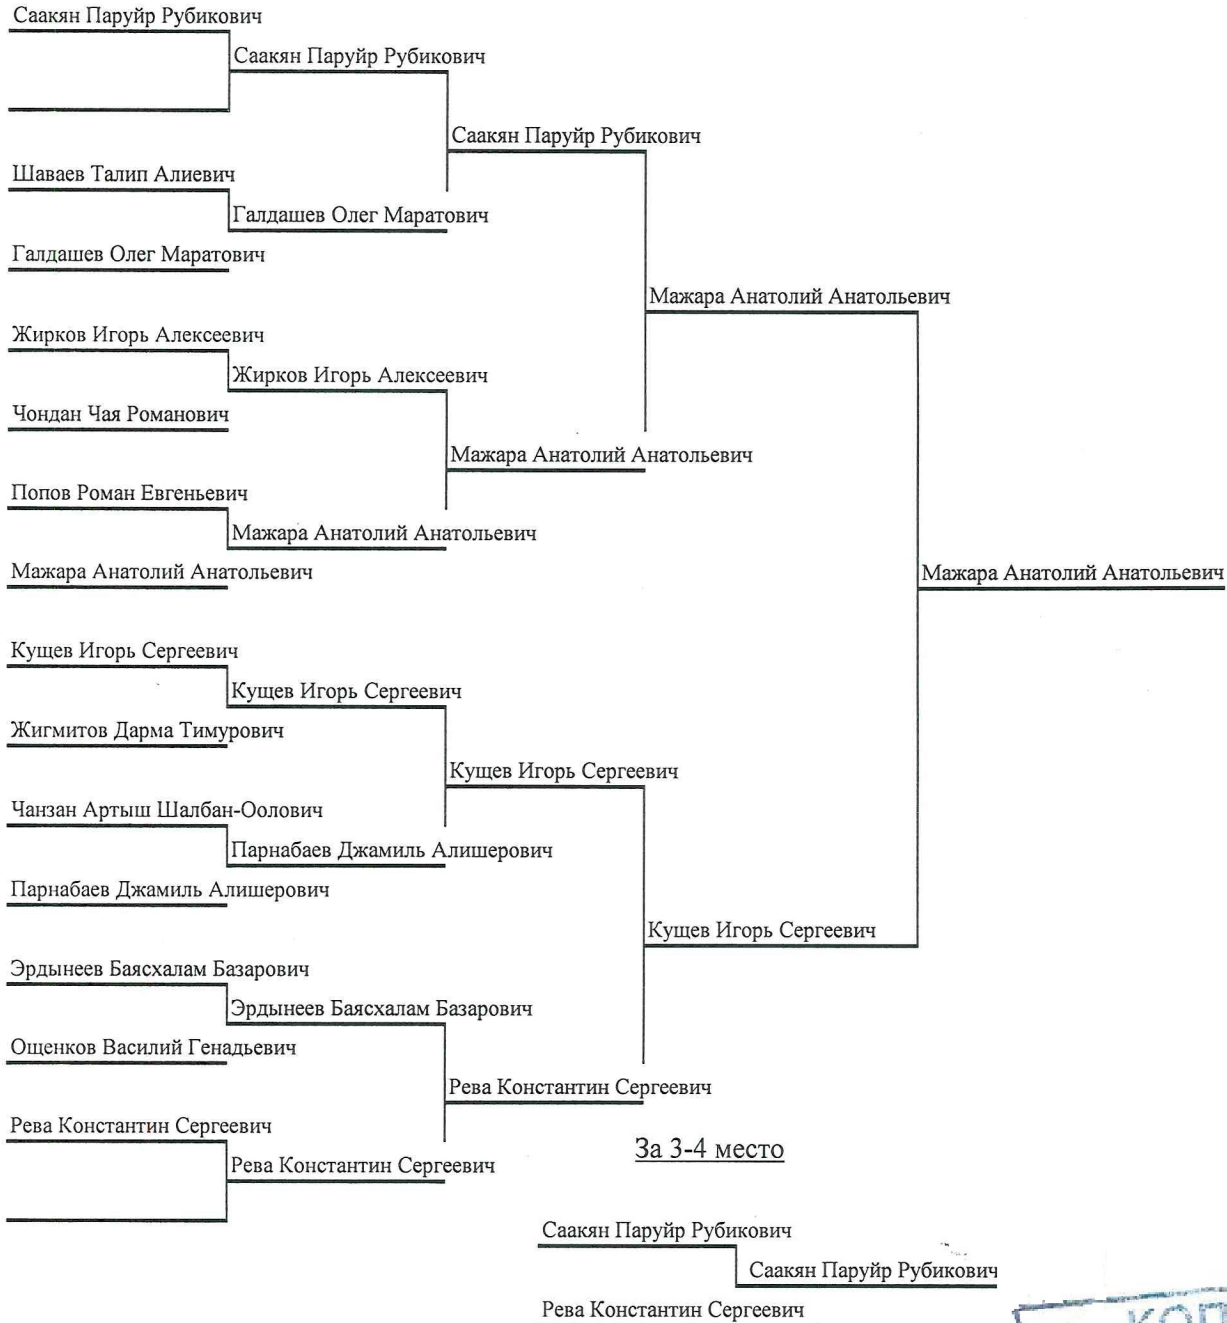 Саакян Паруйр Рубикович
Саакян Паруйр Рубикович
Саакян Паруйр Рубикович
Шаваев Талип Алиевич
Галдашев Олег Маратович
Галдашев Олег Маратович
Мажара Анатолий Анатольевич
Жирков Игорь Алексеевич
Жирков Игорь Алексеевич
Чондан Чая Романович
Мажара Анатолий Анатольевич
Попов Роман Евгеньевич
Мажара Анатолий Анатольевич
Мажара Анатолий Анатольевич
Мажара Анатолий Анатольевич
Кущев Игорь Сергеевич
Кущев Игорь Сергеевич
Жигмитов Дарма Тимурович
Кущев Игорь Сергеевич
Чанзан Артыш Шалбан-Оолович
Парнабаев Джамиль Алишерович
Парнабаев Джамиль Алишерович
Кущев Игорь Сергеевич
Эрдынеев Баясхалам Базарович
Эрдынеев Баясхалам Базарович
Ощенков Василий Генадьевич
Рева Константин Сергеевич
Рева Константин Сергеевич
За 3-4 место
Рева Константин Сергеевич
Саакян Паруйр Рубикович
Саакян Паруйр Рубикович
Рева Константин Сергеевич